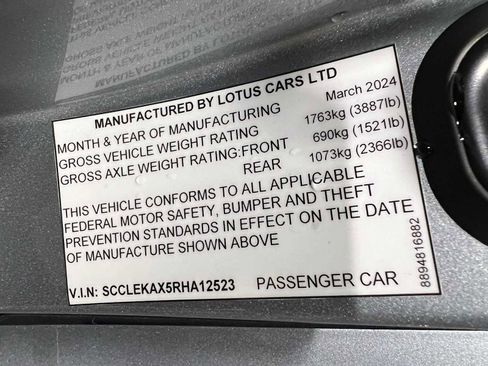 MANUFACTURED BY LOTUS CARS LTD
MONTH & YEAR OF MANUFACTURING March 2024
GROSS VEHICLE WEIGHT RATING 1763kg (3887lb)
GROSS AXLE WEIGHT RATING: FRONT 690kg (1521lb)
REAR 1073kg (2366lb)
THIS VEHICLE CONFORMS TO ALL APPLICABLE
FEDERAL MOTOR SAFETY, BUMPER AND THEFT
PREVENTION STANDARDS IN EFFECT ON THE DATE
OF MANUFACTURE SHOWN ABOVE
V.I.N: SCCLEKAX5RHA12523 PASSENGER CAR
8894816882